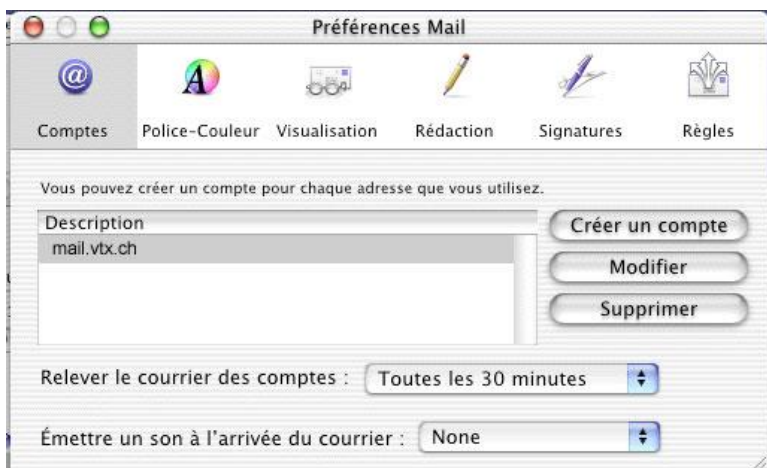 Préférences Mail
Comptes Police-Couleur Visualisation Rédaction Signatures Règles
Vous pouvez créer un compte pour chaque adresse que vous utilisez.
Description
mail.vtx.ch
Créer un compte
Modifier
Supprimer
Relever le courrier des comptes : Toutes les 30 minutes
Émettre un son à l'arrivée du courrier : None